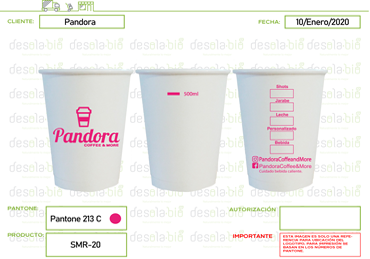 CLIENTE:
Pandora
FECHA:
10/Enero/2020
Pandora
COFFEE & MORE
500ml
Shots
Jarabe
Leche
Personalizado
Bebida
PandoraCoffeeandMore
PandoraCoffee&More
Cuidado bebida caliente.
PANTONE:
Pantone 213 C
AUTORIZACIÓN:
PRODUCTO:
SMR-20
IMPORTANTE
ESTA IMAGEN ES SOLO UNA REPRE-
RENCIA PARA UBICACIÓN DEL
LOGOTIPO. PARA IMPRESIÓN SE
BASAN EN LOS NÚMEROS DE
PANTONE.